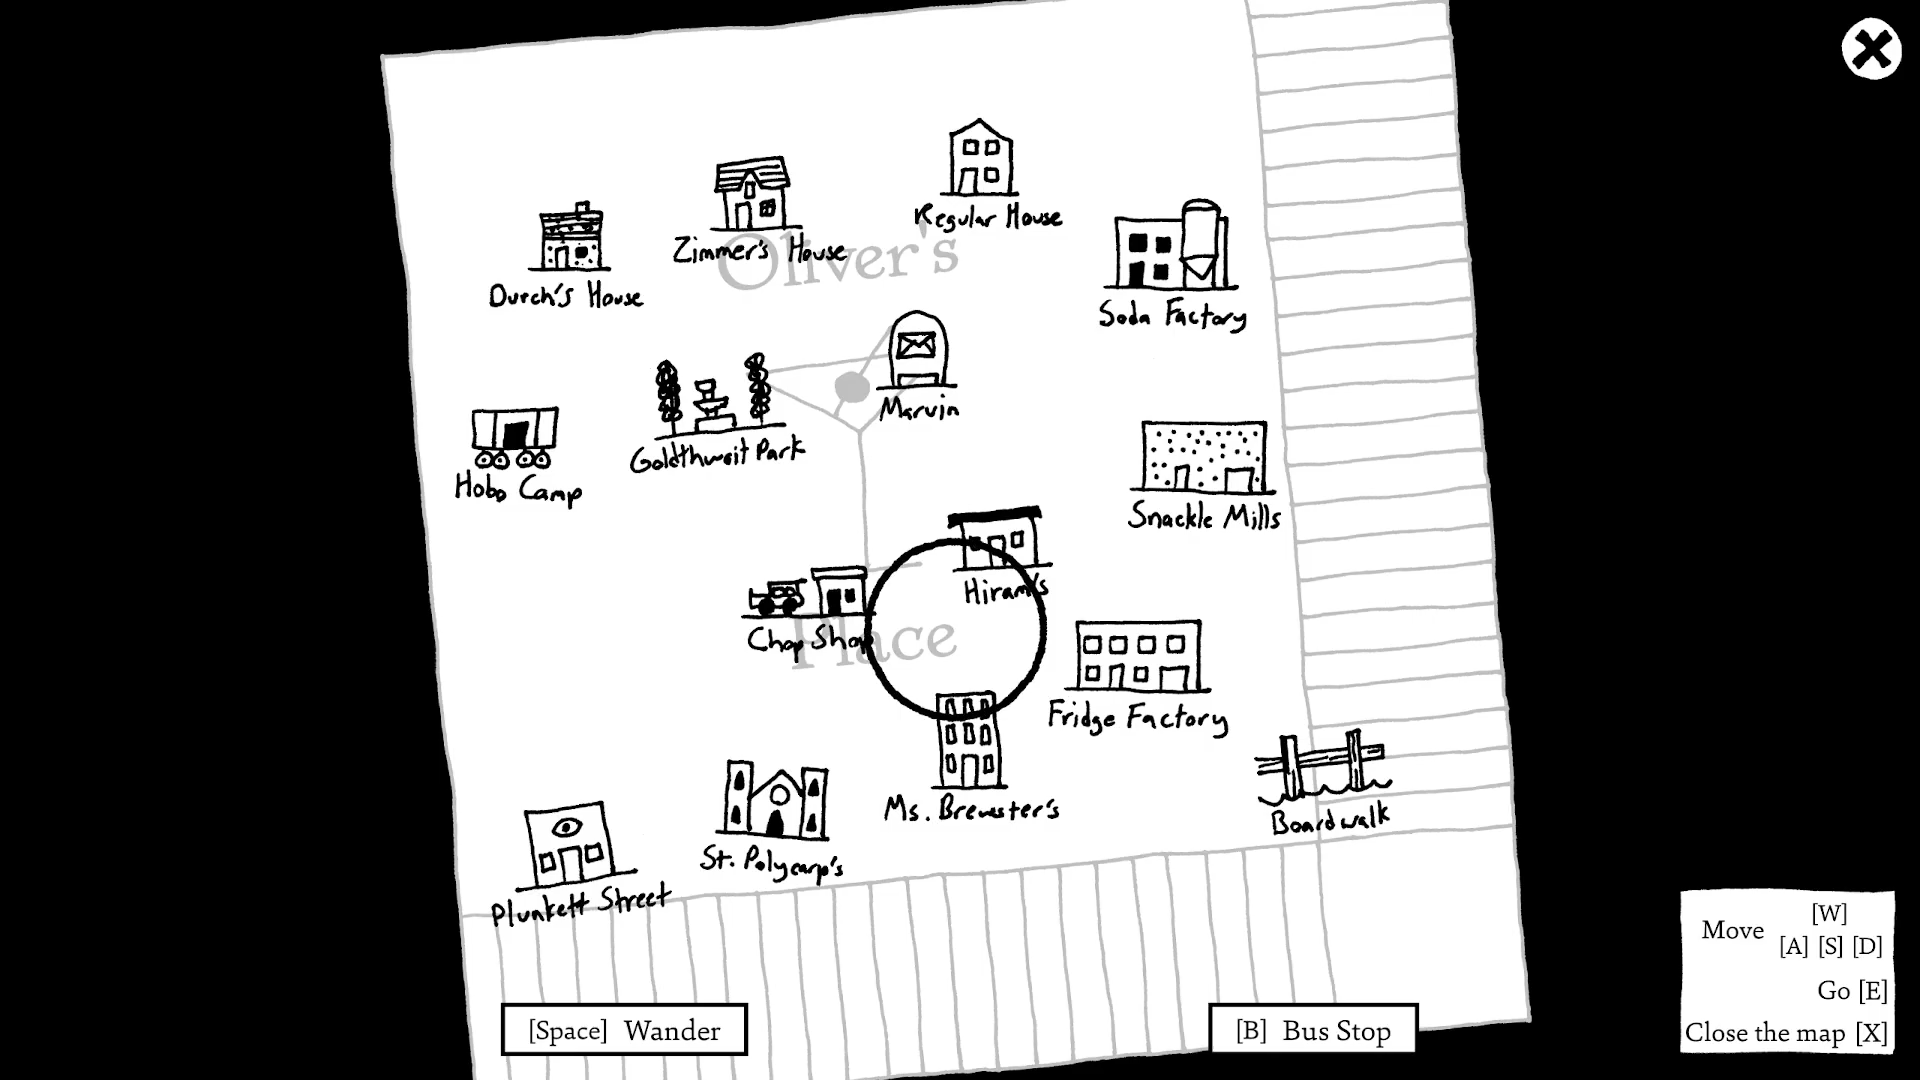 Regular House
Zimmer's House
Oliver's
Durch's House
Soda Factory
Marvin
Goldthwait Park
Hobo Camp
Snackle Mills
Hiram's
Chop Shop
Place
Fridge Factory
Ms. Brewster's
Boardwalk
St. Polycarp's
Plunkett Street
Move [W]
[A] [S] [D]
Go [E]
Close the map [X]
[Space] Wander
[B] Bus Stop